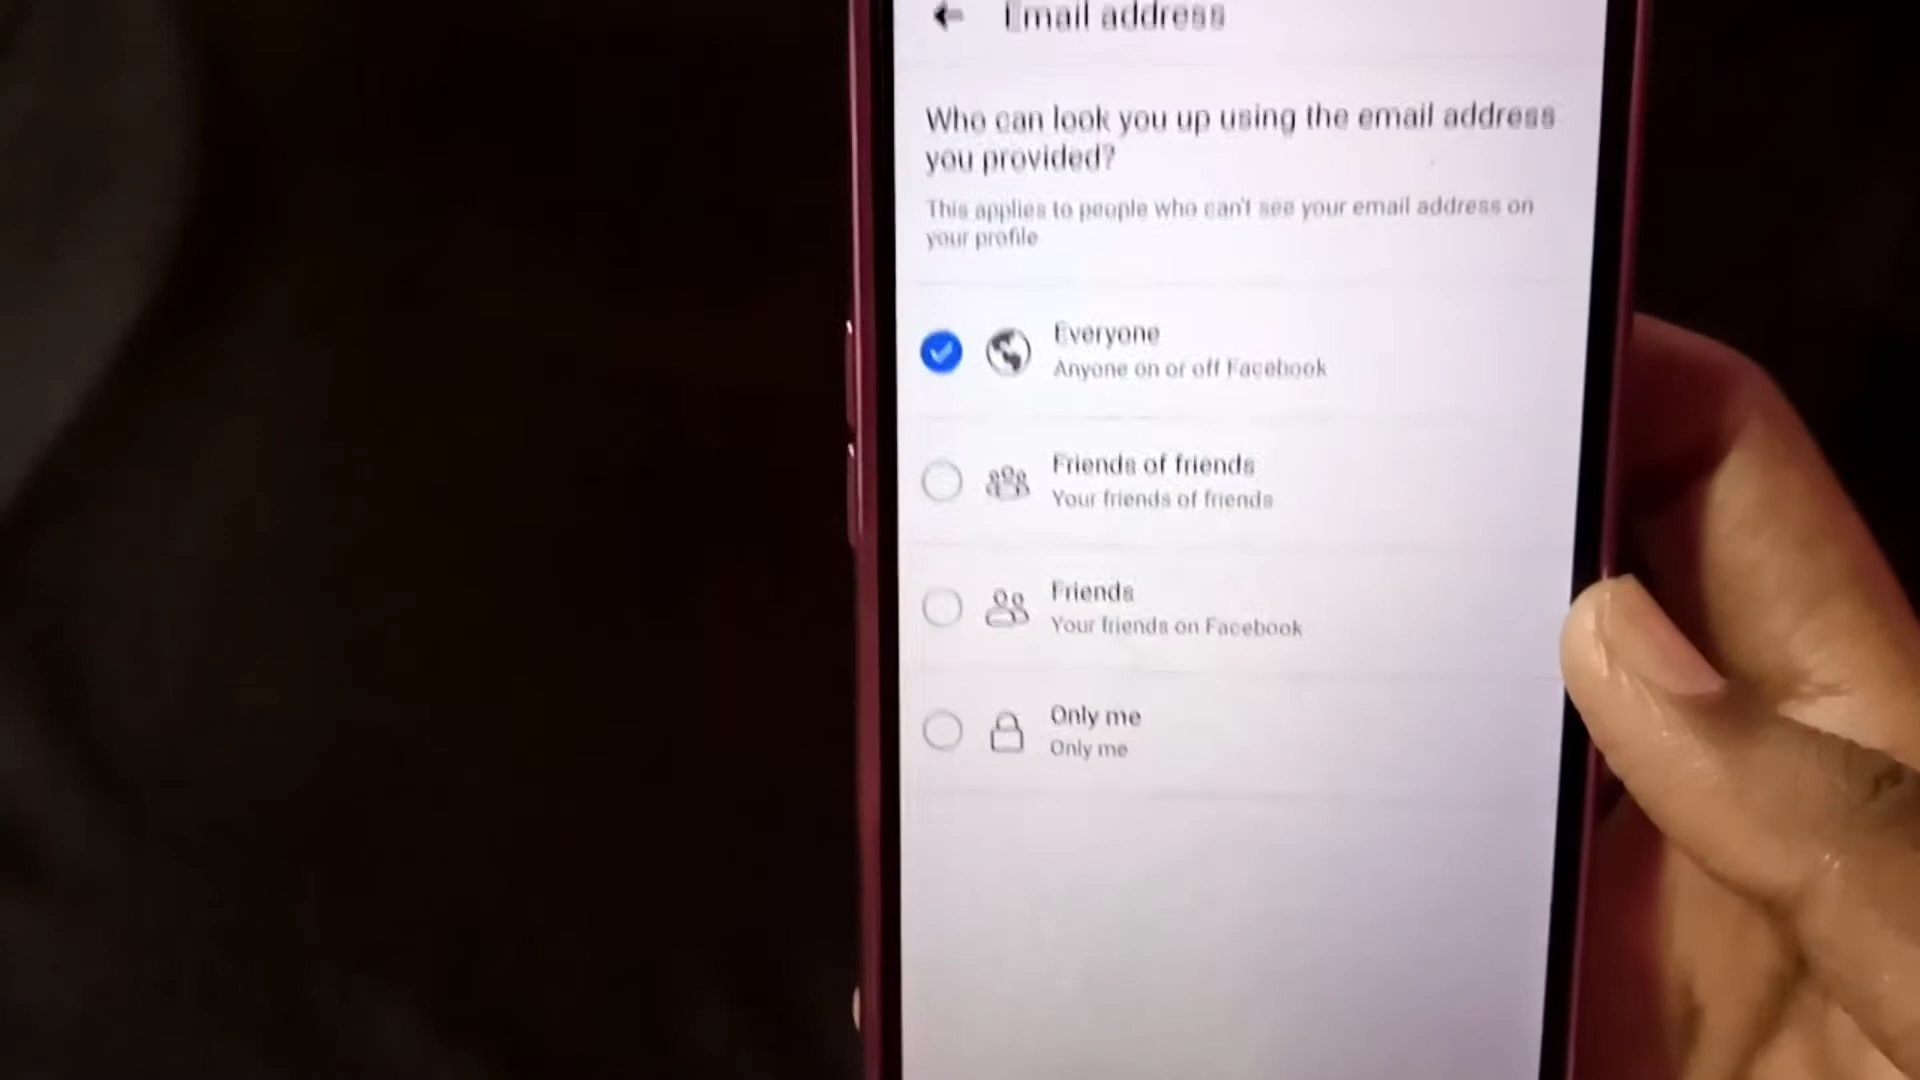 Email address
Who can look you up using the email address
you provided?
This applies to people who can't see your email address on
your profile
Everyone
Anyone on or off Facebook
Friends of friends
Your friends of friends
Friends
Your friends on Facebook
Only me
Only me